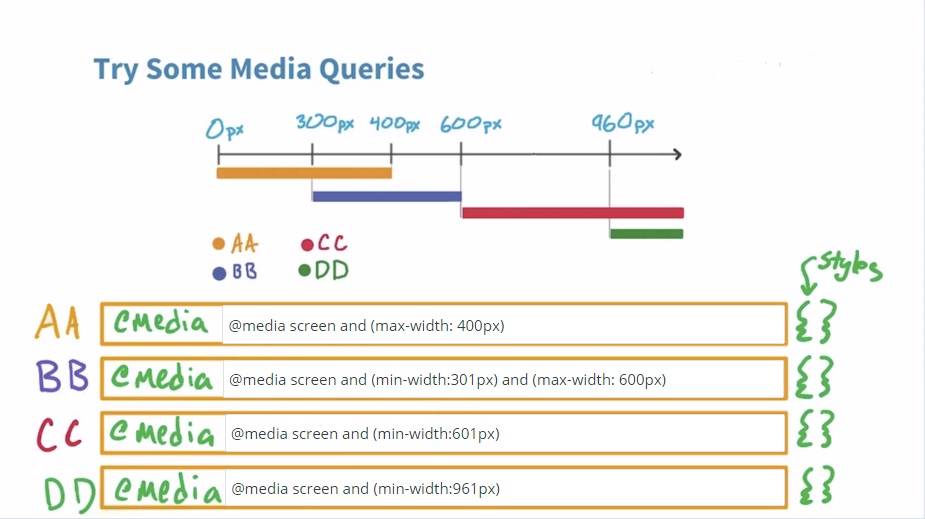 Try Some Media Queries
0px 300px 400px 600px 960px
AA CC
BB DD
styles
AA @media @media screen and (max-width: 400px) {}
BB @media @media screen and (min-width:301px) and (max-width: 600px) {}
CC @media @media screen and (min-width:601px) {}
DD @media @media screen and (min-width:961px) {}